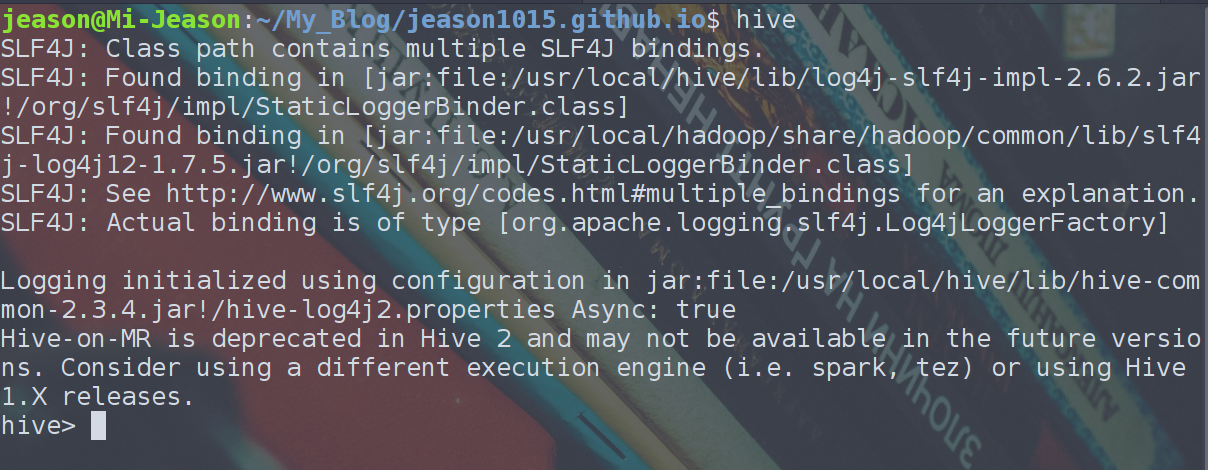 jeason@Mi-Jeason:~/My_Blog/jeason1015.github.io$ hive
SLF4J: Class path contains multiple SLF4J bindings.
SLF4J: Found binding in [jar:file:/usr/local/hive/lib/log4j-slf4j-impl-2.6.2.jar
!/org/slf4j/impl/StaticLoggerBinder.class]
SLF4J: Found binding in [jar:file:/usr/local/hadoop/share/hadoop/common/lib/slf4
j-log4j12-1.7.5.jar!/org/slf4j/impl/StaticLoggerBinder.class]
SLF4J: See http://www.slf4j.org/codes.html#multiple_bindings for an explanation.
SLF4J: Actual binding is of type [org.apache.logging.slf4j.Log4jLoggerFactory]

Logging initialized using configuration in jar:file:/usr/local/hive/lib/hive-com
mon-2.3.4.jar!/hive-log4j2.properties Async: true
Hive-on-MR is deprecated in Hive 2 and may not be available in the future versio
ns. Consider using a different execution engine (i.e. spark, tez) or using Hive
1.X releases.
hive>